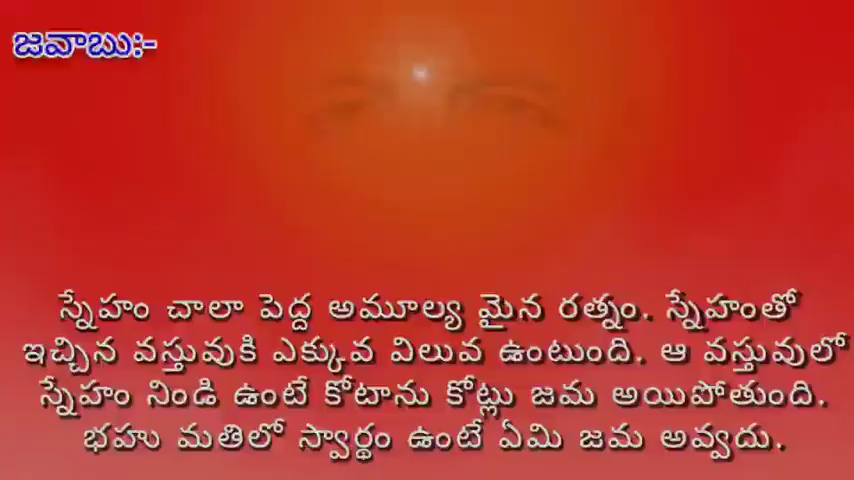 జవాబు:-
స్నేహం చాలా పెద్ద అమూల్య మైన రత్నం. స్నేహంతో
ఇచ్చిన వస్తువుకి ఎక్కువ విలువ ఉంటుంది. ఆ వస్తువులో
స్నేహం నిండి ఉంటే కోటాను కోట్లు జమ అయిపోతుంది.
భహు మతిలో స్వార్థం ఉంటే ఏమి జమ అవ్వదు.